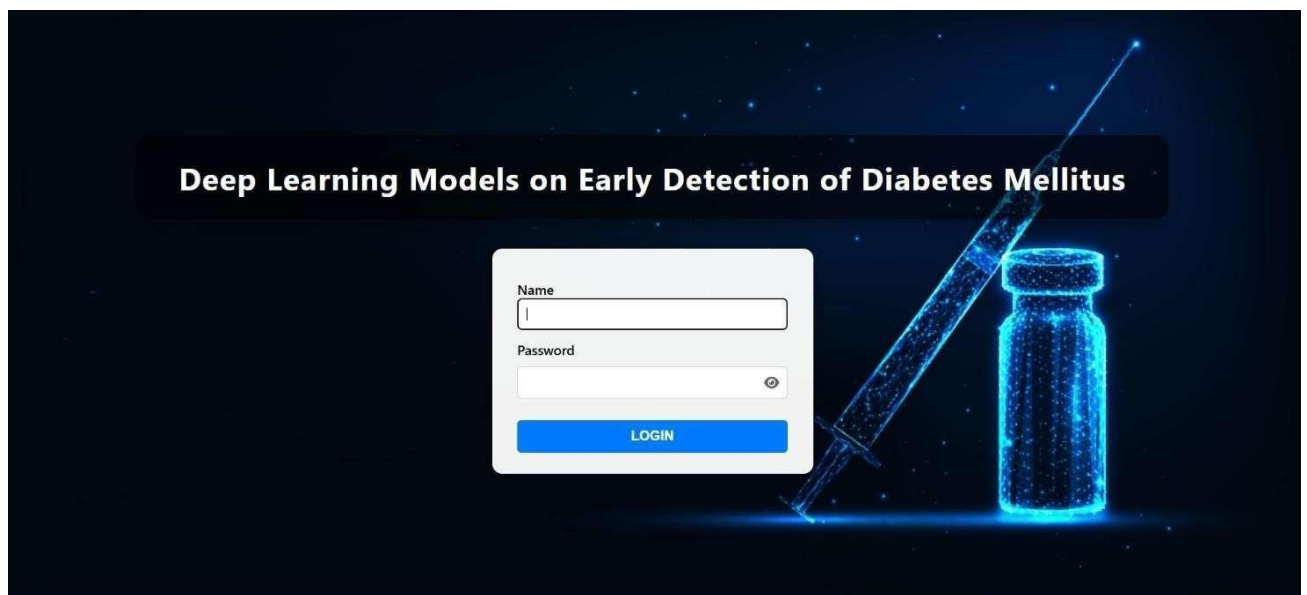 Deep Learning Models on Early Detection of Diabetes Mellitus
Name
Password
LOGIN